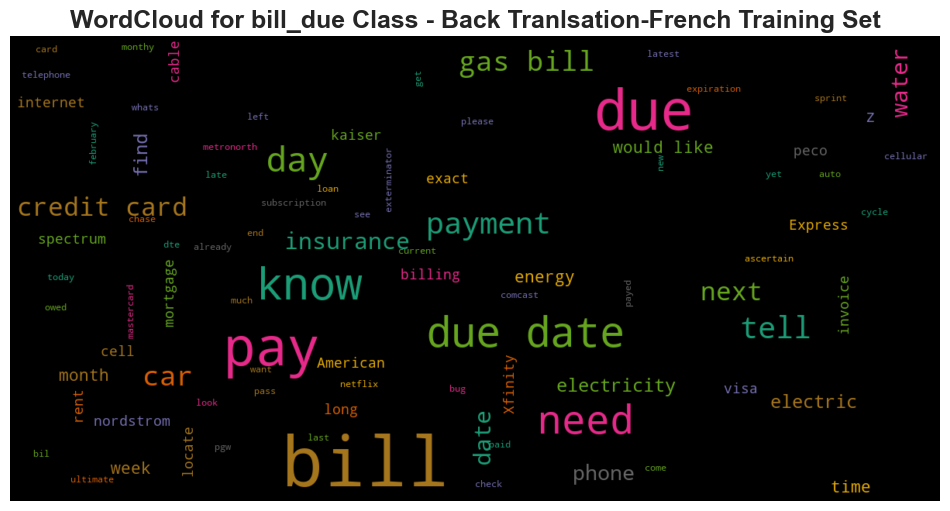 WordCloud for bill_due Class - Back Tranlsation-French Training Set
card
monthy
cable
telephone
internet
whats
february
find
metronorth
late
left
kaiser
day
loan
subscription
get
gas bill
please
exterminator
see
exact
latest
due
expiration
would like
new
sprint
peco
yet
auto
z
water
cellular
credit card
chase
spectrum
dte
already
end
insurance
current
payment
billing
energy
comcast
cycle
Express
ascertain
today
owed
mastercard
mortgage
much
know
payed
next
tell
invoice
due date
pay
American
cell
month
car
want
netflix
pass
bug
Xfinity
electricity
visa
electric
rent
nordstrom
look
long
need
date
paid
bil
week
locate
pgw
last
bill
ultimate
check
phone
come
time